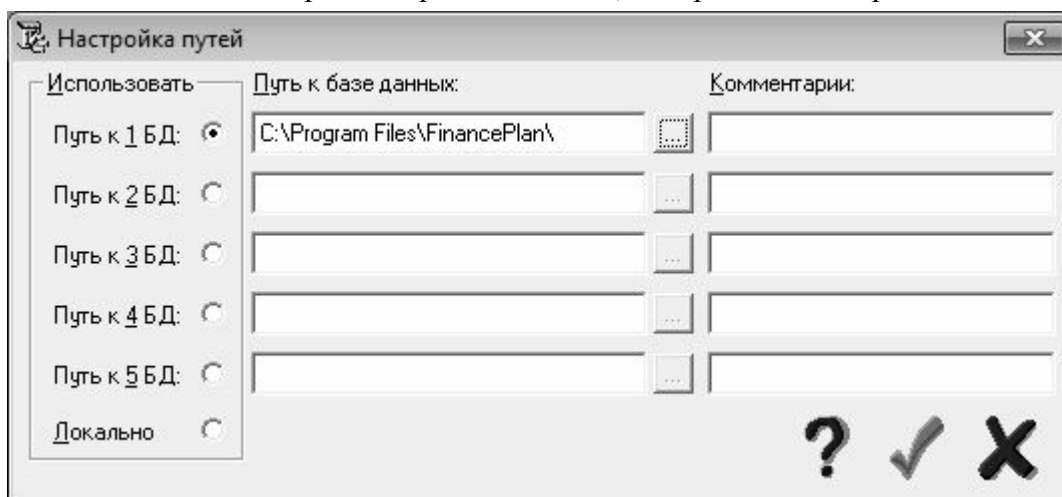 Настройка путей
Использовать Путь к базе данных: Комментарии:
Путь к 1 БД: C:\Program Files\FinancePlan\ ...
Путь к 2 БД: ...
Путь к 3 БД: ...
Путь к 4 БД: ...
Путь к 5 БД: ...
Локально
?